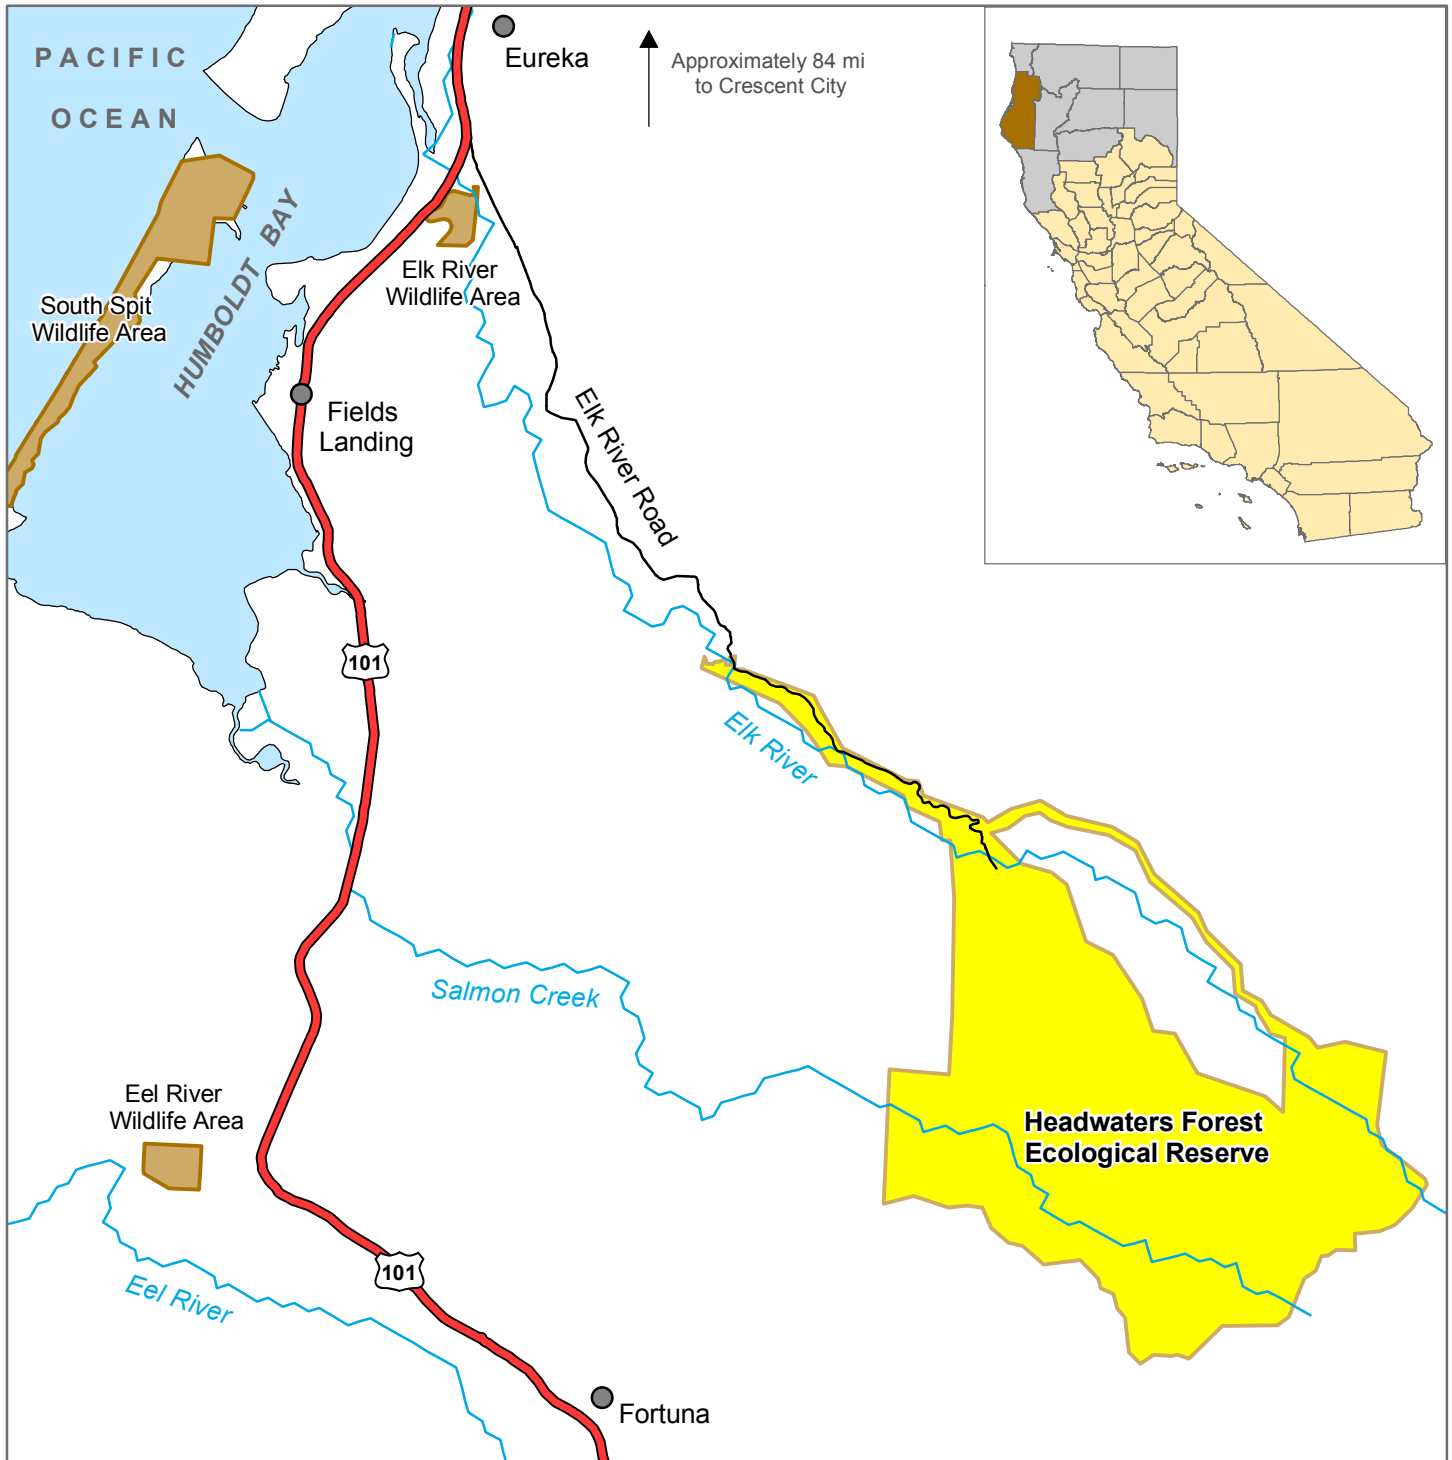 PACIFIC
OCEAN
Eureka
Approximately 84 mi
to Crescent City
HUMBOLDT BAY
South Spit
Wildlife Area
Elk River
Wildlife Area
Fields
Landing
Elk River Road
101
Elk River
Salmon Creek
Eel River
Wildlife Area
Headwaters Forest
Ecological Reserve
101
Eel River
Fortuna